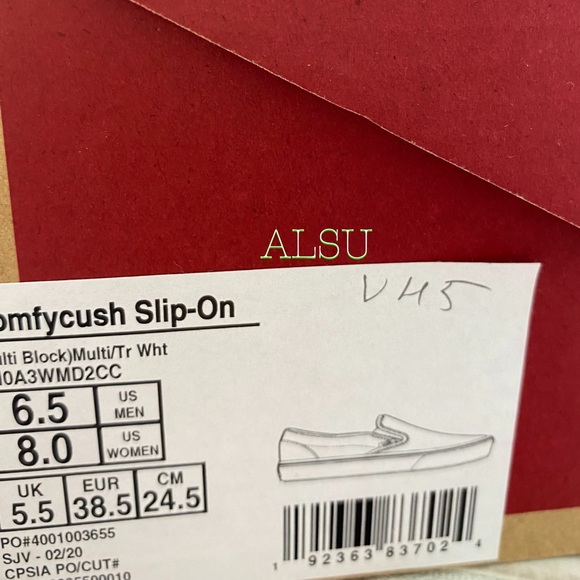 ALSU
V45
omfycush Slip-On
ulti Block)Multi/Tr Wht
0A3WMD2CC
6.5 US MEN
8.0 US WOMEN
UK EUR CM
5.5 38.5 24.5
PO#4001003655
SJV - 02/20
CPSIA PO/CUT#
1 92363 83702 4